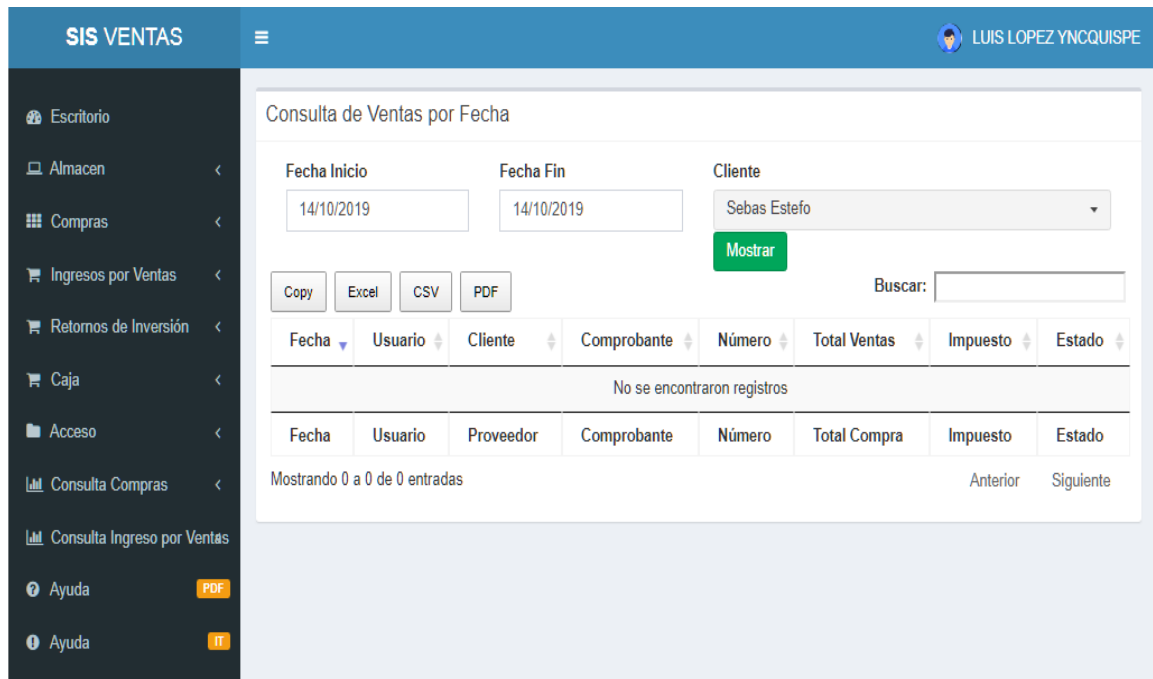 SIS VENTAS
LUIS LOPEZ YNCQUISPE
Escritorio
Almacen
Compras
Ingresos por Ventas
Retornos de Inversión
Caja
Acceso
Consulta Compras
Consulta Ingreso por Ventas
Ayuda PDF
Ayuda IT
Consulta de Ventas por Fecha
Fecha Inicio Fecha Fin Cliente
14/10/2019 14/10/2019 Sebas Estefo
Mostrar
Copy Excel CSV PDF Buscar:
Fecha Usuario Cliente Comprobante Número Total Ventas Impuesto Estado
No se encontraron registros
Fecha Usuario Proveedor Comprobante Número Total Compra Impuesto Estado
Mostrando 0 a 0 de 0 entradas Anterior Siguiente